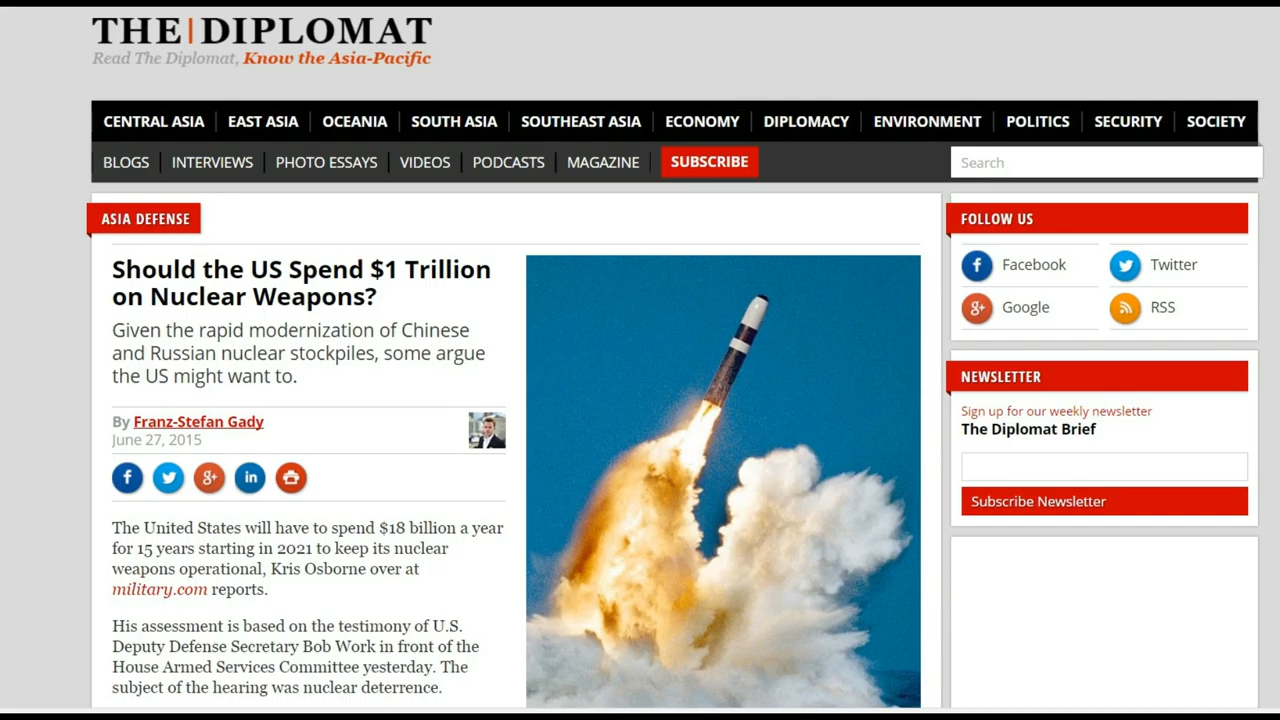 THE|DIPLOMAT
Read The Diplomat, Know the Asia-Pacific
CENTRAL ASIA EAST ASIA OCEANIA SOUTH ASIA SOUTHEAST ASIA ECONOMY DIPLOMACY ENVIRONMENT POLITICS SECURITY SOCIETY
BLOGS INTERVIEWS PHOTO ESSAYS VIDEOS PODCASTS MAGAZINE SUBSCRIBE Search
ASIA DEFENSE
Should the US Spend $1 Trillion
on Nuclear Weapons?
Given the rapid modernization of Chinese
and Russian nuclear stockpiles, some argue
the US might want to.
By Franz-Stefan Gady
June 27, 2015
The United States will have to spend $18 billion a year
for 15 years starting in 2021 to keep its nuclear
weapons operational, Kris Osborne over at
military.com reports.
His assessment is based on the testimony of U.S.
Deputy Defense Secretary Bob Work in front of the
House Armed Services Committee yesterday. The
subject of the hearing was nuclear deterrence.
FOLLOW US
Facebook Twitter
Google RSS
NEWSLETTER
Sign up for our weekly newsletter
The Diplomat Brief
Subscribe Newsletter